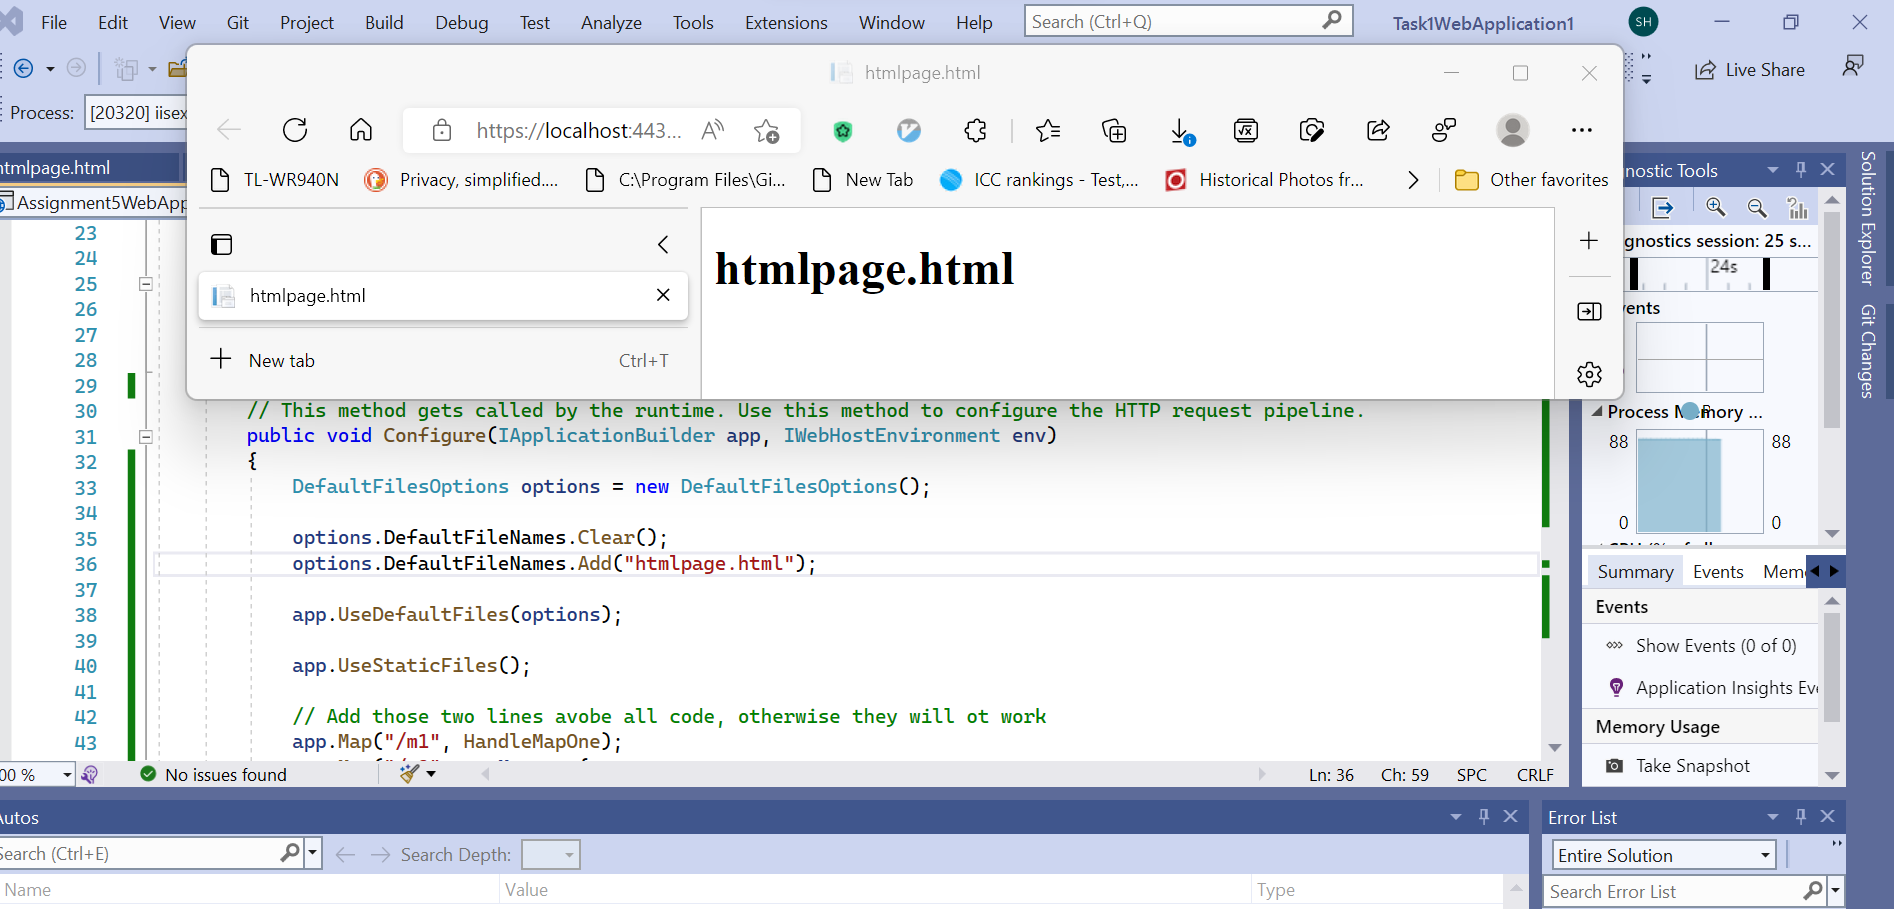 File Edit View Git Project Build Debug Test Analyze Tools Extensions Window Help Search (Ctrl+Q) Task1WebApplication1 SH
htmlpage.html
Live Share
Process: [20320] iisex
https://localhost:443...
TL-WR940N Privacy, simplified.... C:\Program Files\Gi... New Tab ICC rankings - Test,... Historical Photos fr... Other favorites
tmlpage.html
nostic Tools
Solution Explorer
Git Changes
Assignment5WebApp
gnostics session: 25 s...
24s
htmlpage.html
htmlpage.html
ents
New tab Ctrl+T
23
24
25
26
27
28
29
30 // This method gets called by the runtime. Use this method to configure the HTTP request pipeline.
31 public void Configure(IApplicationBuilder app, IWebHostEnvironment env)
32 {
33 DefaultFilesOptions options = new DefaultFilesOptions();
34
35 options.DefaultFileNames.Clear();
36 options.DefaultFileNames.Add("htmlpage.html");
37
38 app.UseDefaultFiles(options);
39
40 app.UseStaticFiles();
41
42 // Add those two lines avobe all code, otherwise they will ot work
43 app.Map("/m1", HandleMapOne);
Process Memory ...
88 88
0 0
Summary Events Mem
Events
Show Events (0 of 0)
Application Insights Eve
Memory Usage
Take Snapshot
00 % No issues found Ln: 36 Ch: 59 SPC CRLF
Autos
Search (Ctrl+E) Search Depth:
Name Value Type
Error List
Entire Solution
Search Error List